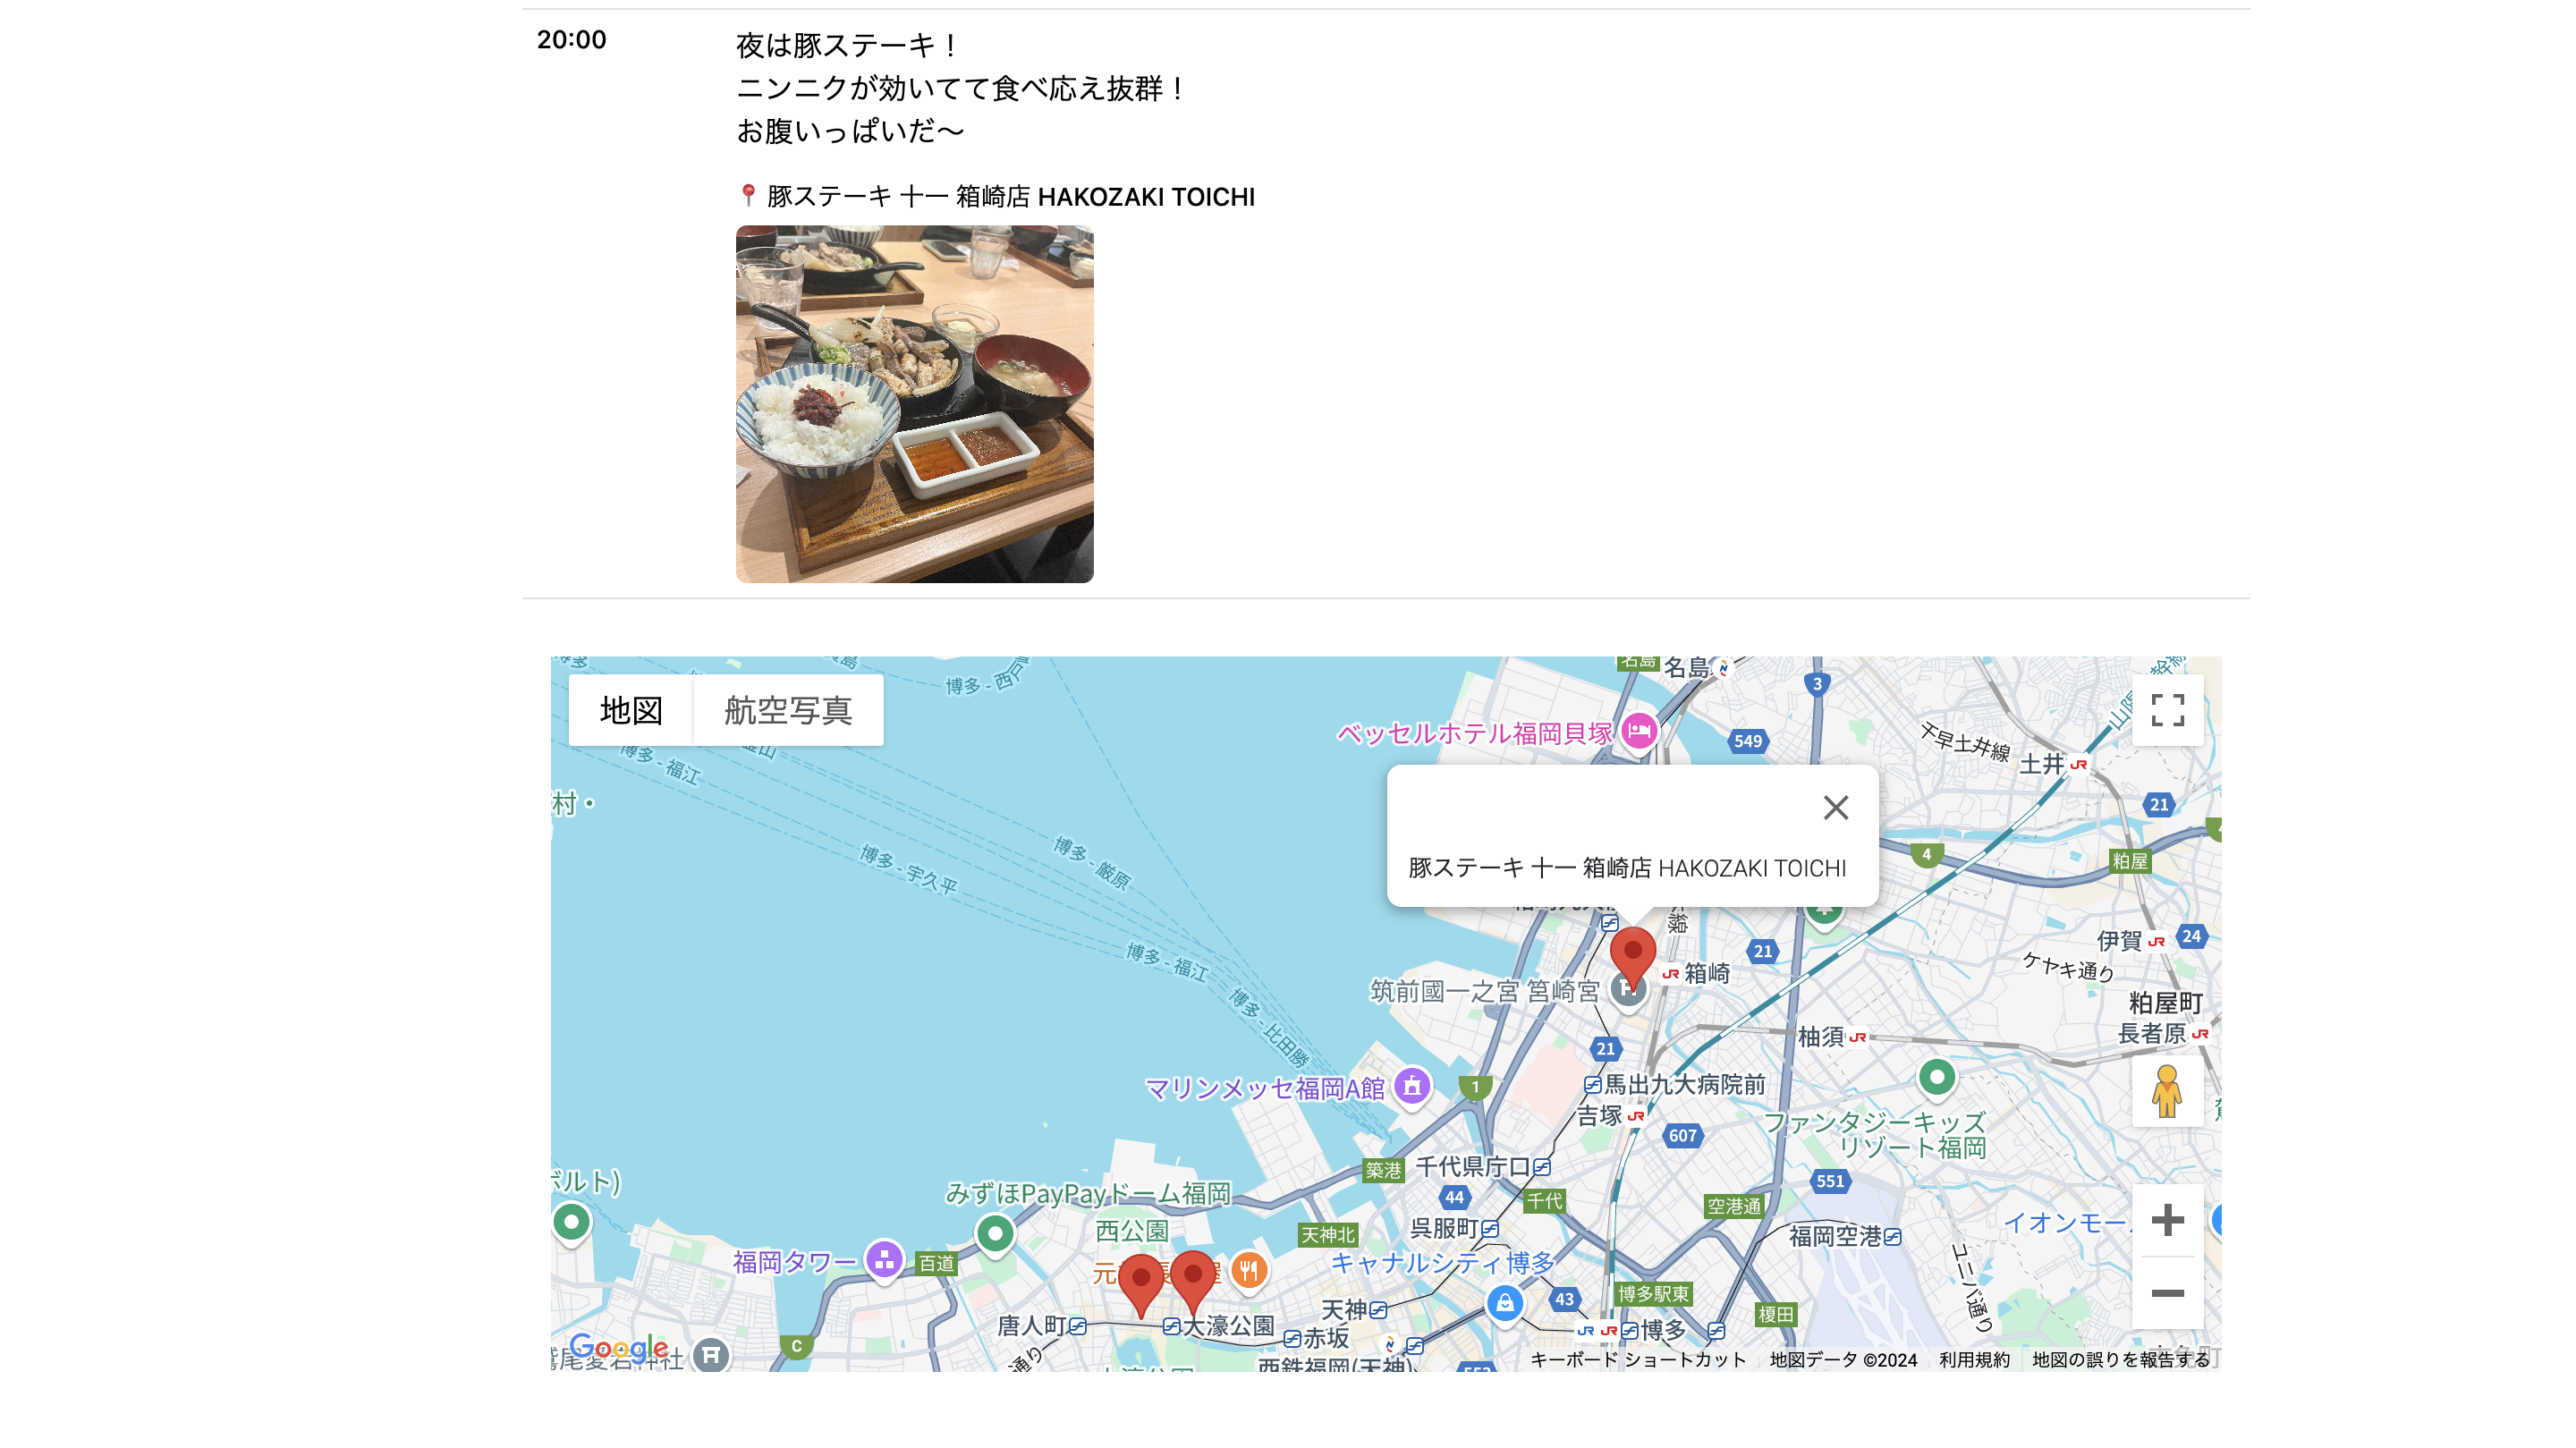 20:00
夜は豚ステーキ！
ニンニクが効いてて食べ応え抜群！
お腹いっぱいだ〜
📍 豚ステーキ 十一 箱崎店 HAKOZAKI TOICHI
地図
航空写真
博多
博多 - 福江
村・
博多 - 宇久平
博多 - 厳原
博多 - 福江
博多 - 比田勝
名島
名島
3
ベッセルホテル福岡貝塚
549
千早土井線
土井
21
豚ステーキ 十一 箱崎店 HAKOZAKI TOICHI
4
粕屋
線
21
伊賀
24
箱崎
ケヤキ通り
筑前國一之宮 筥崎宮
粕屋町
長者原
柚須
21
馬出九大病院前
マリンメッセ福岡A館
1
吉塚
607
ファンタジーキッズ
リゾート福岡
築港
千代県庁口
44
千代
551
空港通
みずほPayPayドーム福岡
西公園
天神北
呉服町
福岡空港
ユニバ通り
福岡タワー
百道
キャナルシティ博多
43
博多駅東
榎田
天神
唐人町
大濠公園
赤坂
博多
C
西鉄福岡(天神)
Google
キーボード ショートカット
地図データ ©2024
利用規約
地図の誤りを報告する